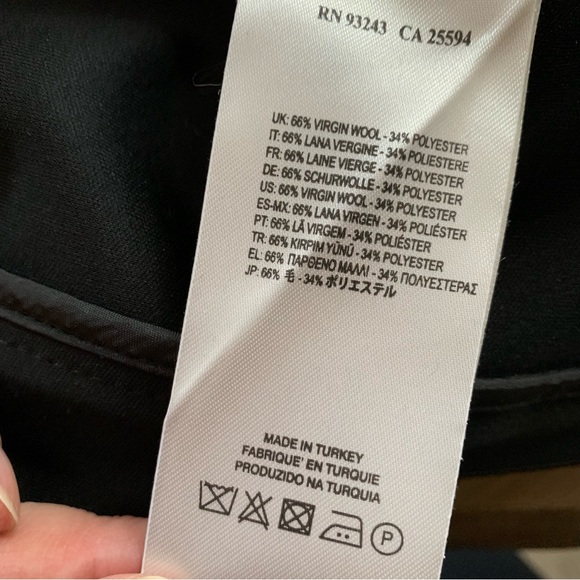 RN 93243 CA 25594
UK: 66% VIRGIN WOOL - 34% POLYESTER
IT: 66% LANA VERGINE - 34% POLIESTERE
FR: 66% LAINE VIERGE - 34% POLYESTER
DE: 66% SCHURWOLLE - 34% POLYESTER
US: 66% VIRGIN WOOL - 34% POLYESTER
ES-MX: 66% LANA VIRGEN - 34% POLIÉSTER
PT: 66% LÃ VIRGEM - 34% POLIÉSTER
TR: 66% KIRPIM YÜNÜ - 34% POLYESTER
EL: 66% ΠΑΡΘΕΝΟ ΜΑΛΛΙ - 34% ΠΟΛΥΕΣΤΕΡΑΣ
JP: 66% 毛 - 34% ポリエステル
MADE IN TURKEY
FABRIQUE' EN TURQUIE
PRODUZIDO NA TURQUIA
P